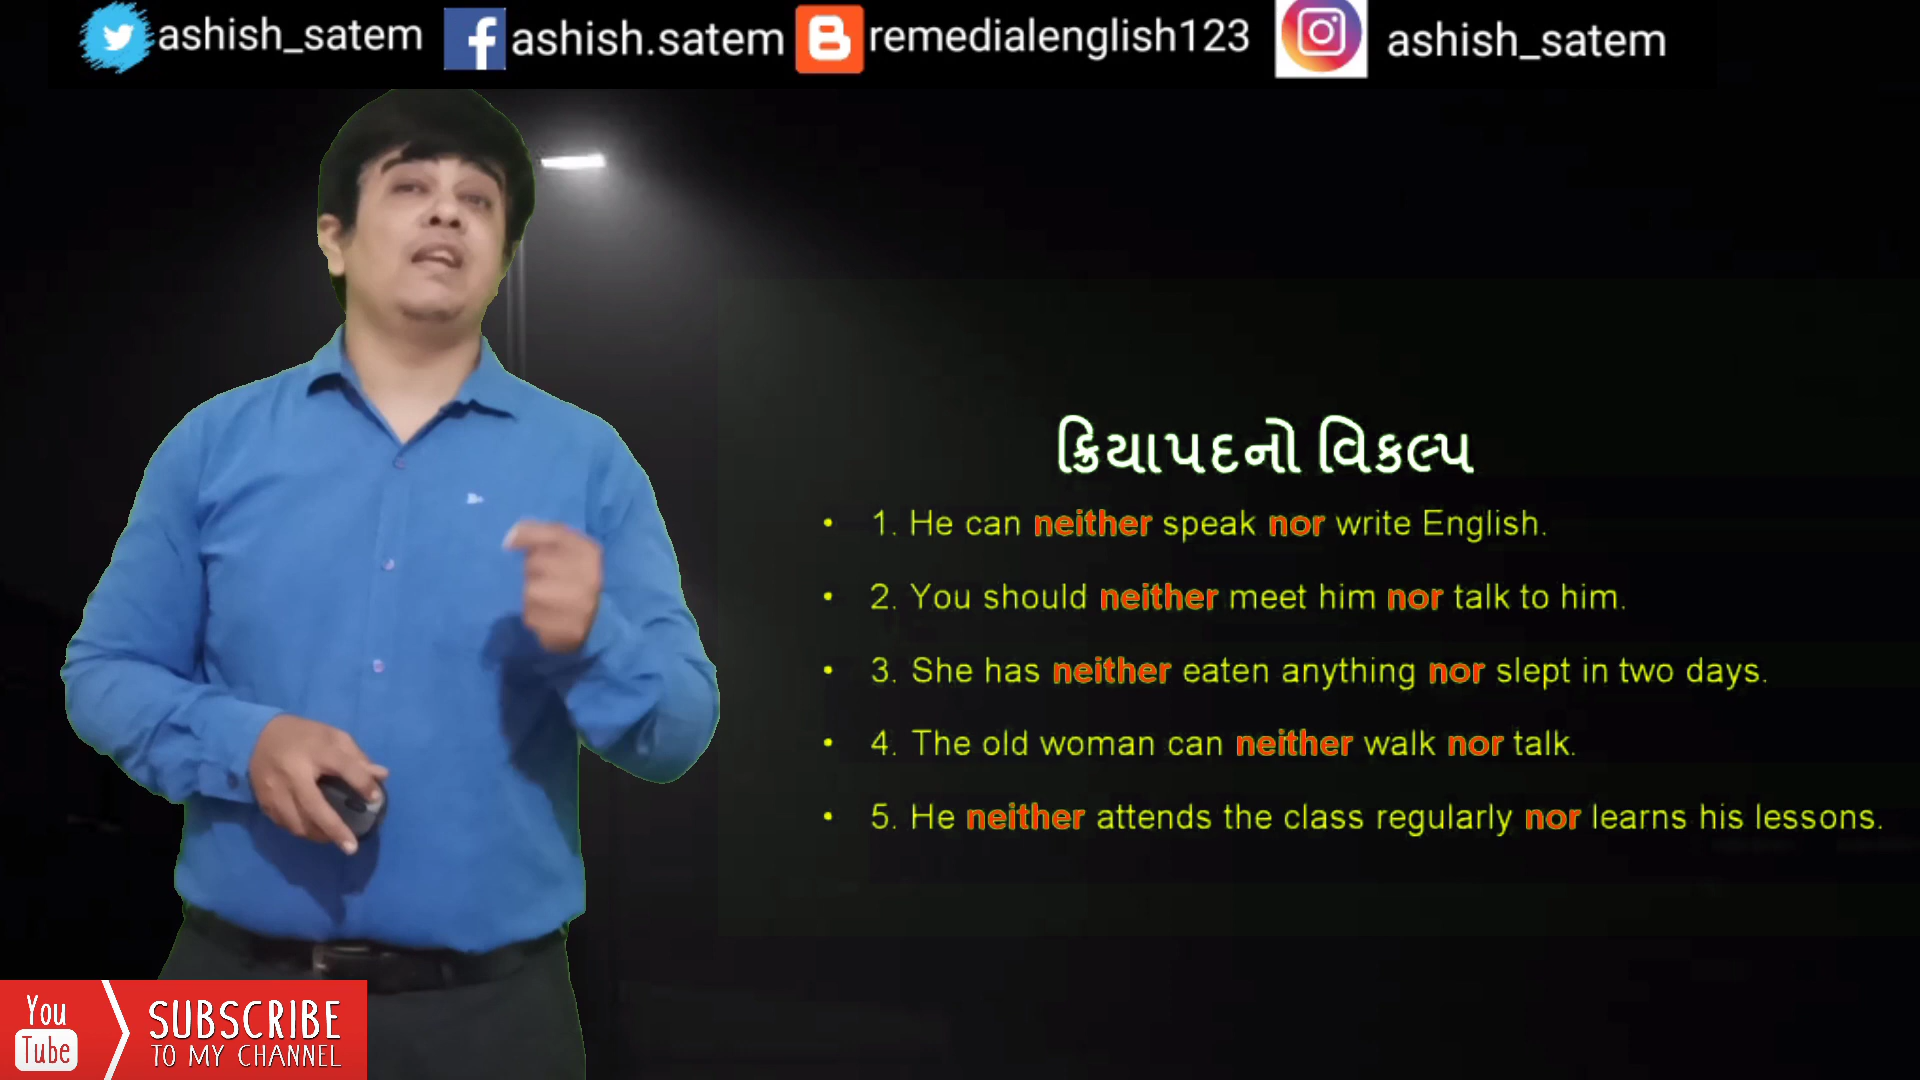 ashish_satem ashish.satem remedialenglish123 ashish_satem
ક્રિયાપદનો વિકલ્પ
• 1. He can neither speak nor write English.
• 2. You should neither meet him nor talk to him.
• 3. She has neither eaten anything nor slept in two days.
• 4. The old woman can neither walk nor talk.
• 5. He neither attends the class regularly nor learns his lessons.
You
Tube
SUBSCRIBE
TO MY CHANNEL